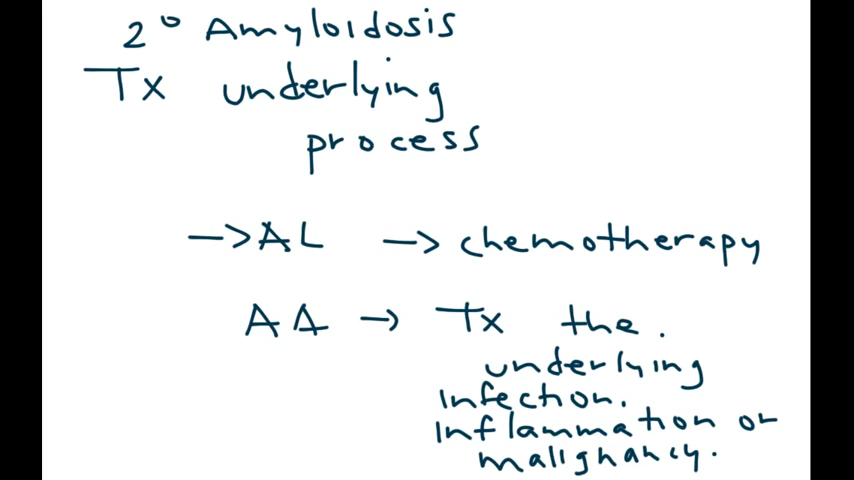 2° Amyloidosis
Tx underlying
process
→ AL → chemotherapy
AA → Tx the.
underlying
infection.
inflammation or
malignancy.